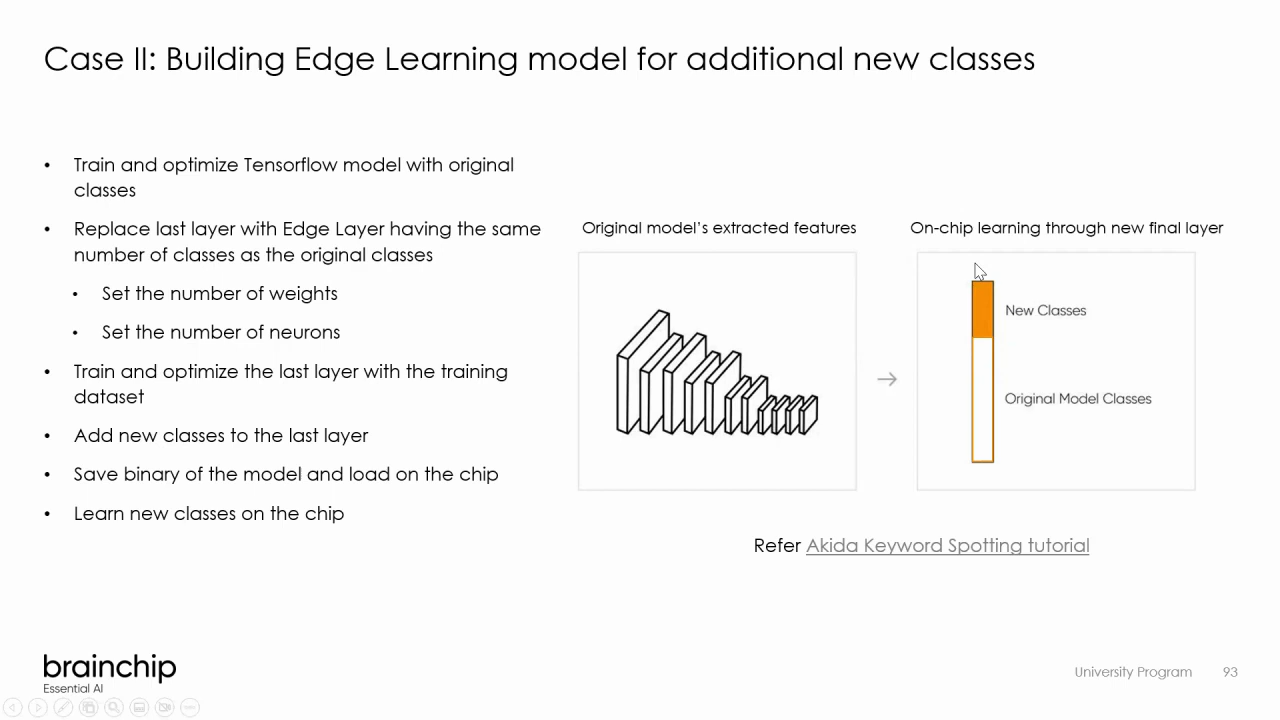 Case II: Building Edge Learning model for additional new classes
• Train and optimize Tensorflow model with original
classes
• Replace last layer with Edge Layer having the same
number of classes as the original classes
• Set the number of weights
• Set the number of neurons
• Train and optimize the last layer with the training
dataset
• Add new classes to the last layer
• Save binary of the model and load on the chip
• Learn new classes on the chip
Original model's extracted features
On-chip learning through new final layer
New Classes
Original Model Classes
Refer Akida Keyword Spotting tutorial
brainchip
Essential AI
University Program 93